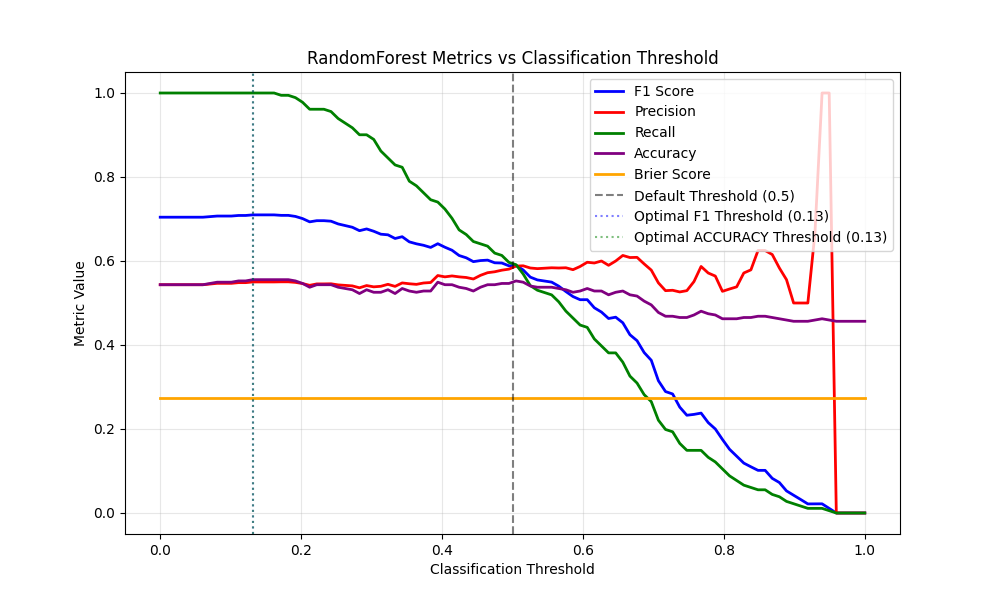 RandomForest Metrics vs Classification Threshold
Metric Value
1.0
0.8
0.6
0.4
0.2
0.0
F1 Score
Precision
Recall
Accuracy
Brier Score
Default Threshold (0.5)
Optimal F1 Threshold (0.13)
Optimal ACCURACY Threshold (0.13)
0.0 0.2 0.4 0.6 0.8 1.0
Classification Threshold